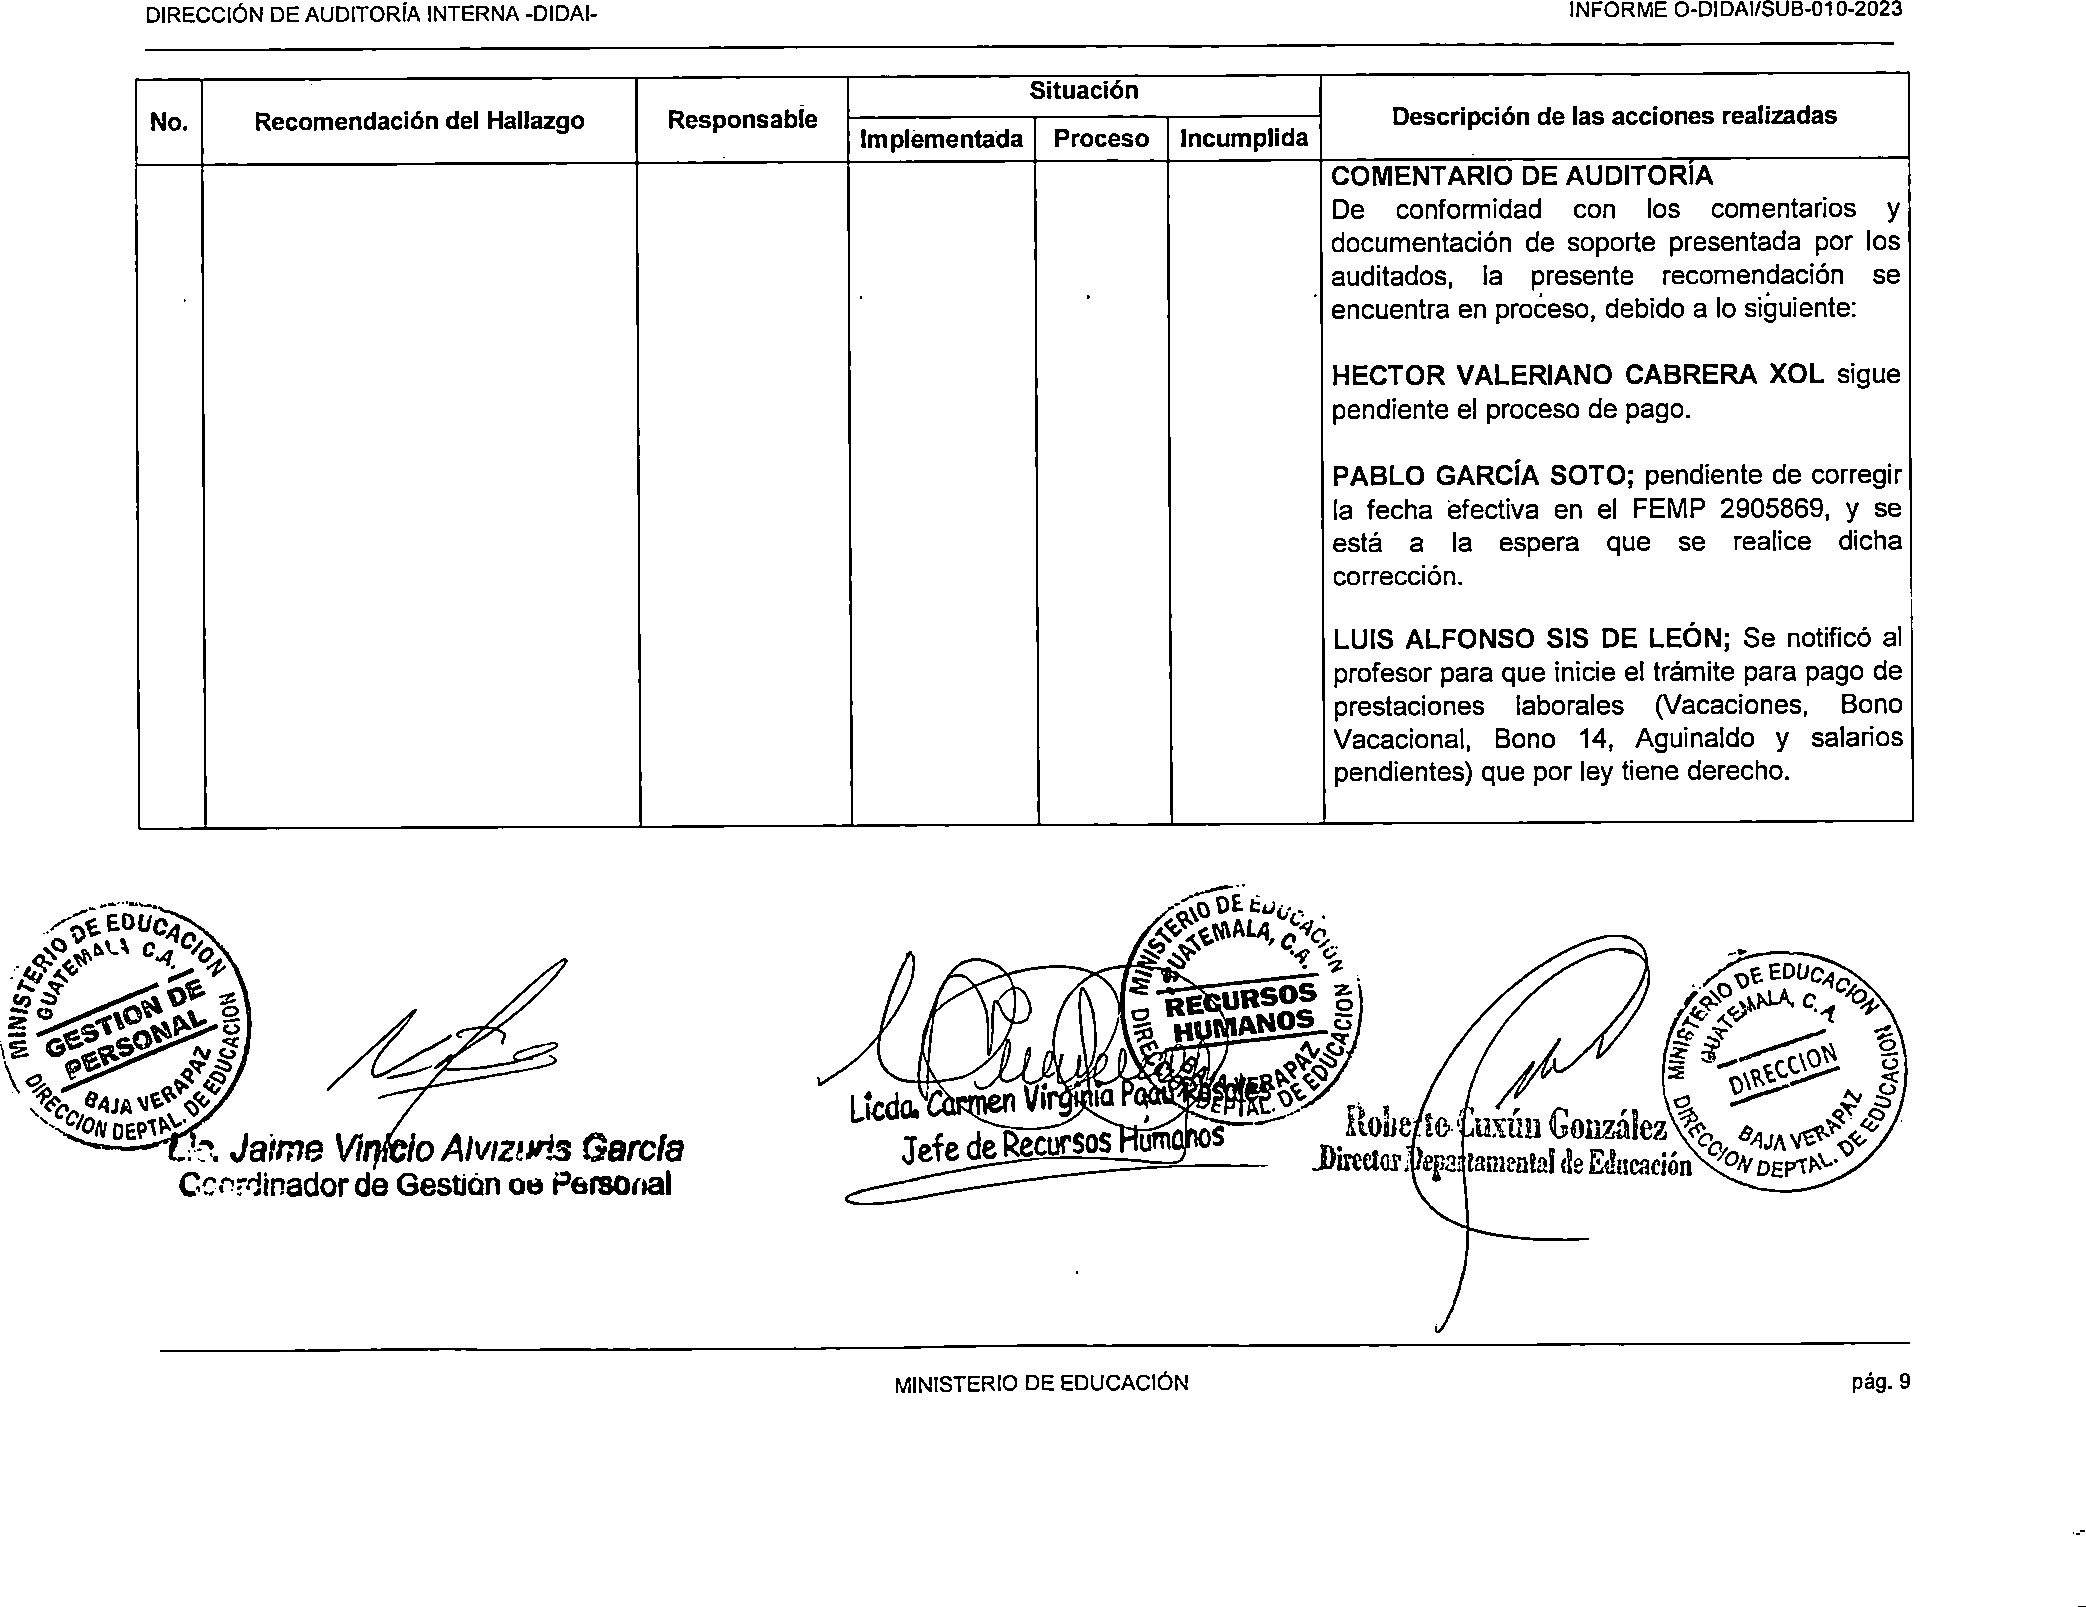 DIRECCIÓN DE AUDITORÍA INTERNA -DIDAI-
INFORME O-DIDAI/SUB-010-2023
No.
Recomendación del Hallazgo
Responsable
Situación
Implementada
Proceso
Incumplida
Descripción de las acciones realizadas
COMENTARIO DE AUDITORÍA
De conformidad con los comentarios y
documentación de soporte presentada por los
auditados, la presente recomendación se
encuentra en proceso, debido a lo siguiente:
HECTOR VALERIANO CABRERA XOL sigue
pendiente el proceso de pago.
PABLO GARCÍA SOTO; pendiente de corregir
la fecha efectiva en el FEMP 2905869, y se
está a la espera que se realice dicha
corrección.
LUIS ALFONSO SIS DE LEÓN; Se notificó al
profesor para que inicie el trámite para pago de
prestaciones laborales (Vacaciones, Bono
Vacacional, Bono 14, Aguinaldo y salarios
pendientes) que por ley tiene derecho.
MINISTERIO DE EDUCACION
GUATEMALA C.A.
GESTION DE
PERSONAL
BAJA VERAPAZ
DIRECCION DEPTAL. DE EDUCACION
Lic. Jaime Vinicio Alvizuris García
Coordinador de Gestión de Personal
MINISTERIO DE EDUCACIÓN
GUATEMALA, C.A.
RECURSOS
HUMANOS
BAJA VERAPAZ
DEPTAL. DE EDUCACION
Licda. Carmen Virginia
Jefe de Recursos Humanos
MINISTERIO DE EDUCACION
GUATEMALA, C.A
DIRECCION
BAJA VERAPAZ
DIRECCION DEPTAL. DE EDUCACION
Roberto Cuxún González
Director Departamental de Educación
MINISTERIO DE EDUCACIÓN
pág. 9